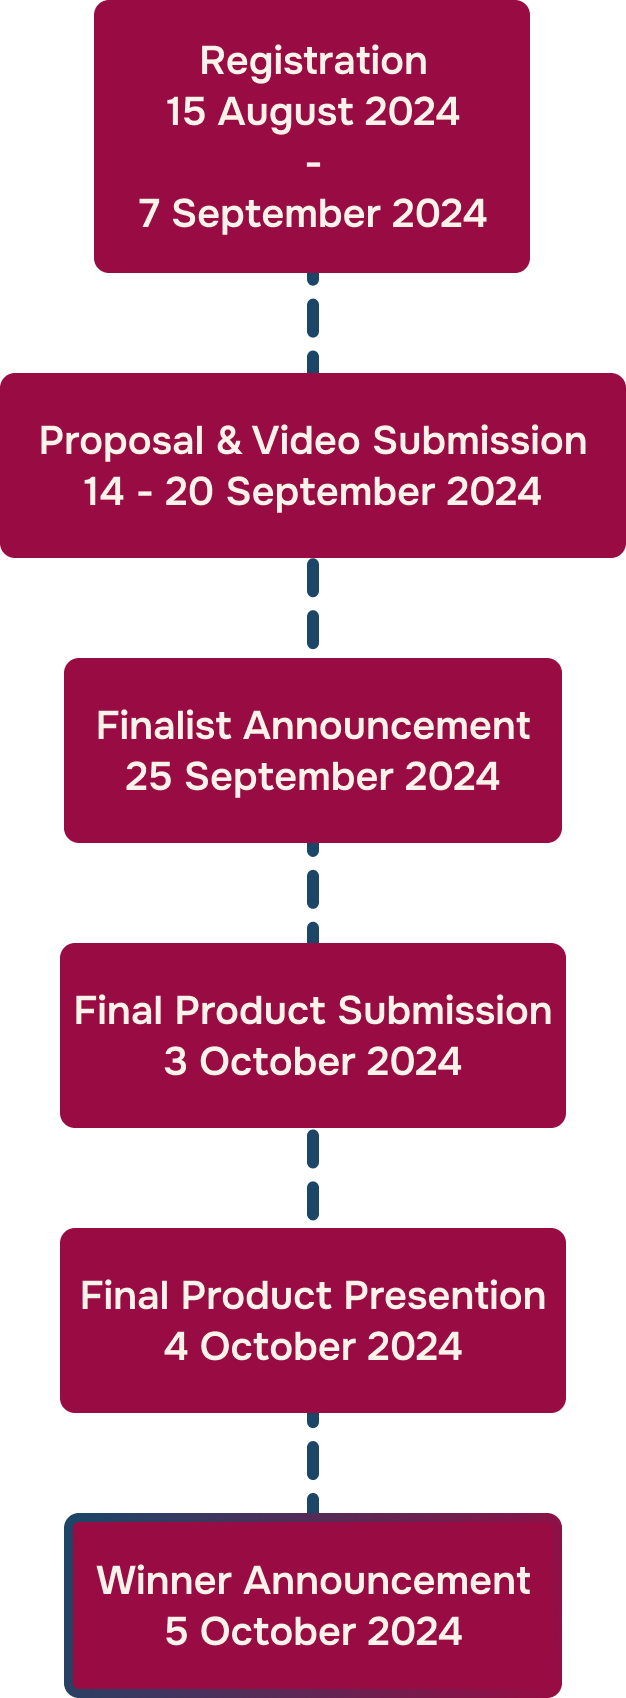 Registration
15 August 2024
-
7 September 2024
Proposal & Video Submission
14 - 20 September 2024
Finalist Announcement
25 September 2024
Final Product Submission
3 October 2024
Final Product Presention
4 October 2024
Winner Announcement
5 October 2024